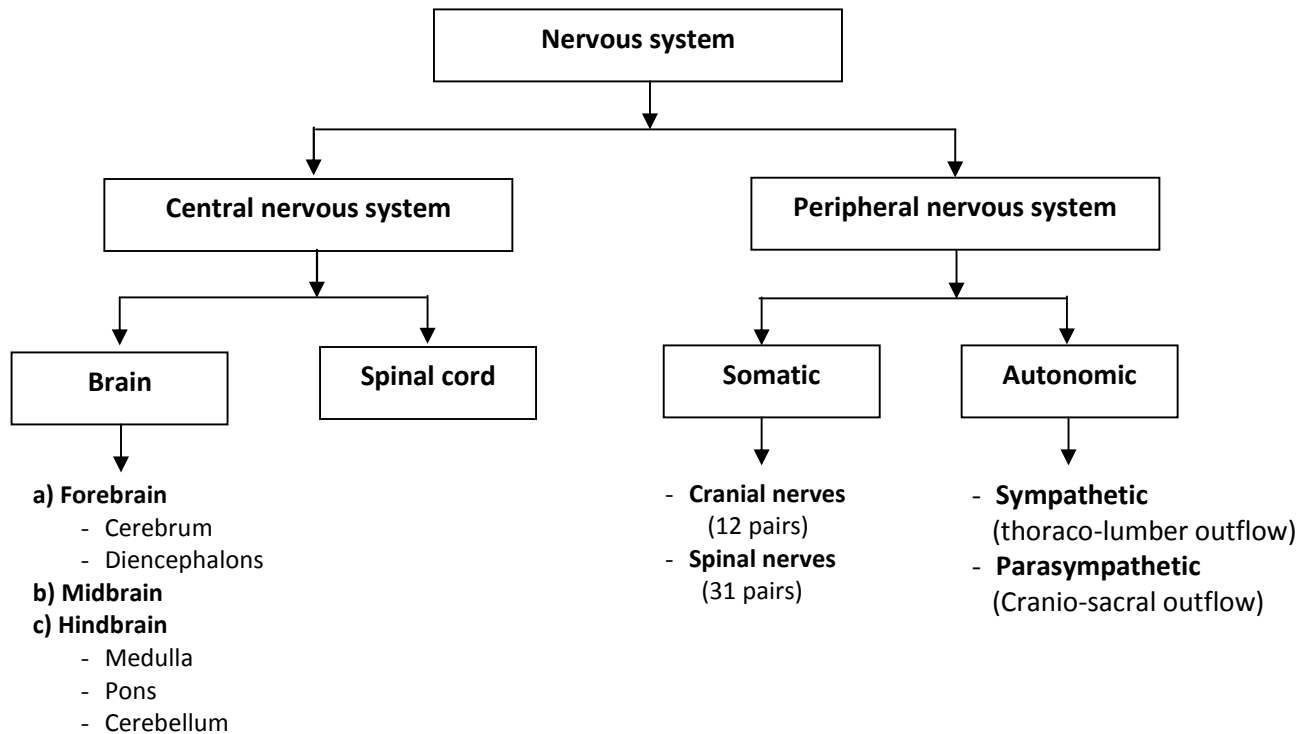 Nervous system
Central nervous system
Peripheral nervous system
Brain
Spinal cord
Somatic
Autonomic
a) Forebrain
- Cerebrum
- Diencephalons
b) Midbrain
c) Hindbrain
- Medulla
- Pons
- Cerebellum
- Cranial nerves
(12 pairs)
- Spinal nerves
(31 pairs)
- Sympathetic
(thoraco-lumber outflow)
- Parasympathetic
(Cranio-sacral outflow)